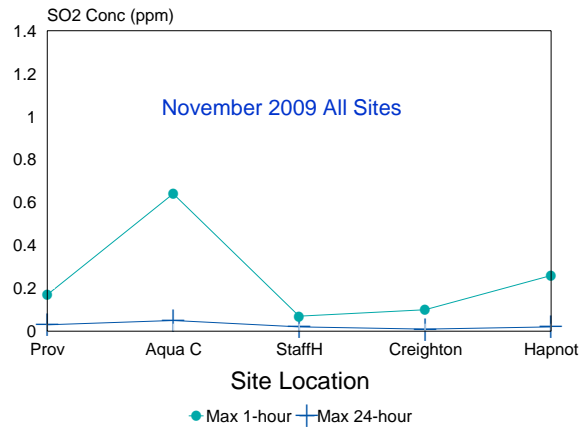 SO2 Conc (ppm)
1.4
1.2
1
0.8
0.6
0.4
0.2
0
November 2009 All Sites
Prov Aqua C StaffH Creighton Hapnot
Site Location
Max 1-hour Max 24-hour